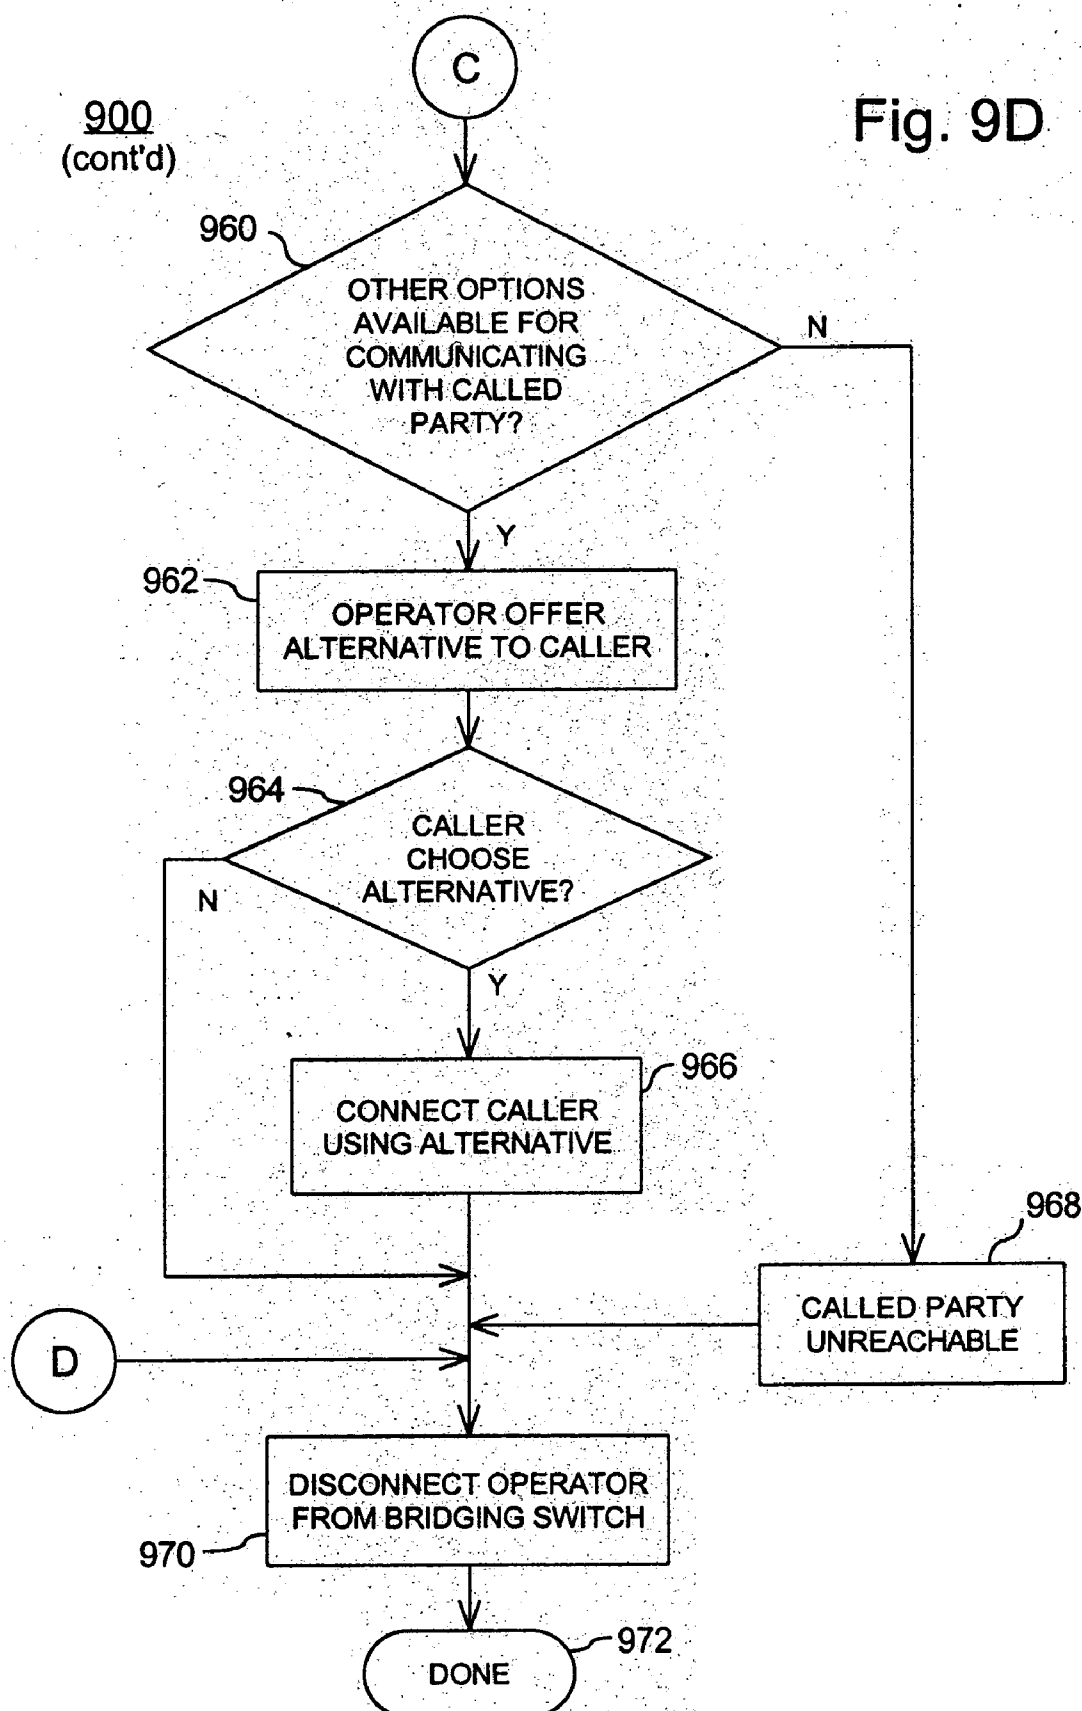 C
900
(cont'd)
Fig. 9D
960
OTHER OPTIONS
AVAILABLE FOR
COMMUNICATING
WITH CALLED
PARTY?
N
Y
962
OPERATOR OFFER
ALTERNATIVE TO CALLER
964
CALLER
CHOOSE
ALTERNATIVE?
N
Y
966
CONNECT CALLER
USING ALTERNATIVE
968
CALLED PARTY
UNREACHABLE
D
DISCONNECT OPERATOR
FROM BRIDGING SWITCH
970
972
DONE